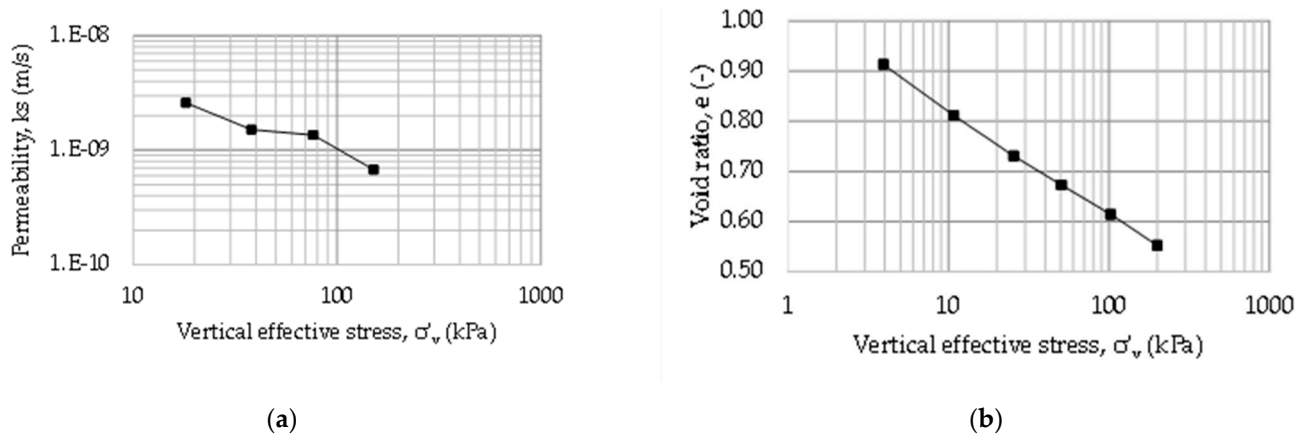 1.E-08
1.E-09
1.E-10
Permeability, ks (m/s)
10
100
1000
Vertical effective stress, σ'v (kPa)
(a)
1.00
0.90
0.80
0.70
0.60
0.50
Void ratio, e (-)
1
10
100
1000
Vertical effective stress, σ'v (kPa)
(b)